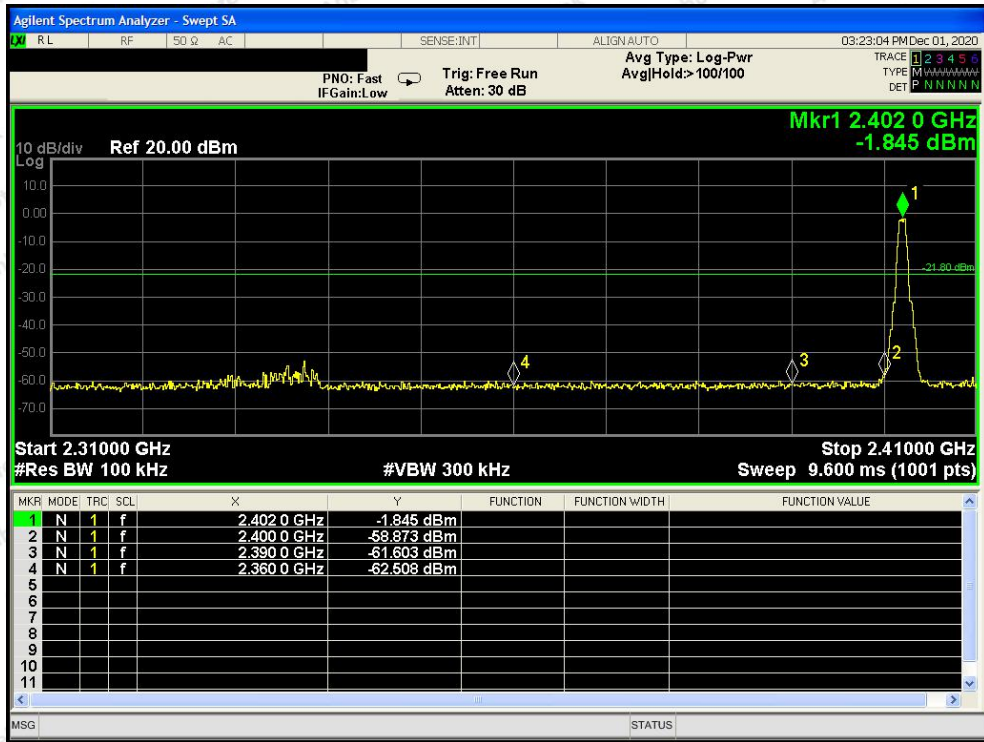 Agilent Spectrum Analyzer - Swept SA
LXI RL RF 50 Ω AC SENSE:INT ALIGNAUTO 03:23:04 PM Dec 01, 2020
PNO: Fast Trig: Free Run Avg Type: Log-Pwr TRACE 1 2 3 4 5 6
IFGain:Low Atten: 30 dB Avg|Hold:>100/100 TYPE M WWWWW
DET P N N N N N
Mkr1 2.402 0 GHz
10 dB/div Ref 20.00 dBm -1.845 dBm
Log
10.0
0.00
-10.0
-20.0
-21.80 dBm
-30.0
-40.0
-50.0
-60.0
-70.0
1
2
3
4
Start 2.31000 GHz Stop 2.41000 GHz
#Res BW 100 kHz #VBW 300 kHz Sweep 9.600 ms (1001 pts)
MKR MODE TRC SCL X Y FUNCTION FUNCTION WIDTH FUNCTION VALUE
1 N 1 f 2.402 0 GHz -1.845 dBm
2 N 1 f 2.400 0 GHz -58.873 dBm
3 N 1 f 2.390 0 GHz -61.603 dBm
4 N 1 f 2.360 0 GHz -62.508 dBm
5
6
7
8
9
10
11
MSG STATUS